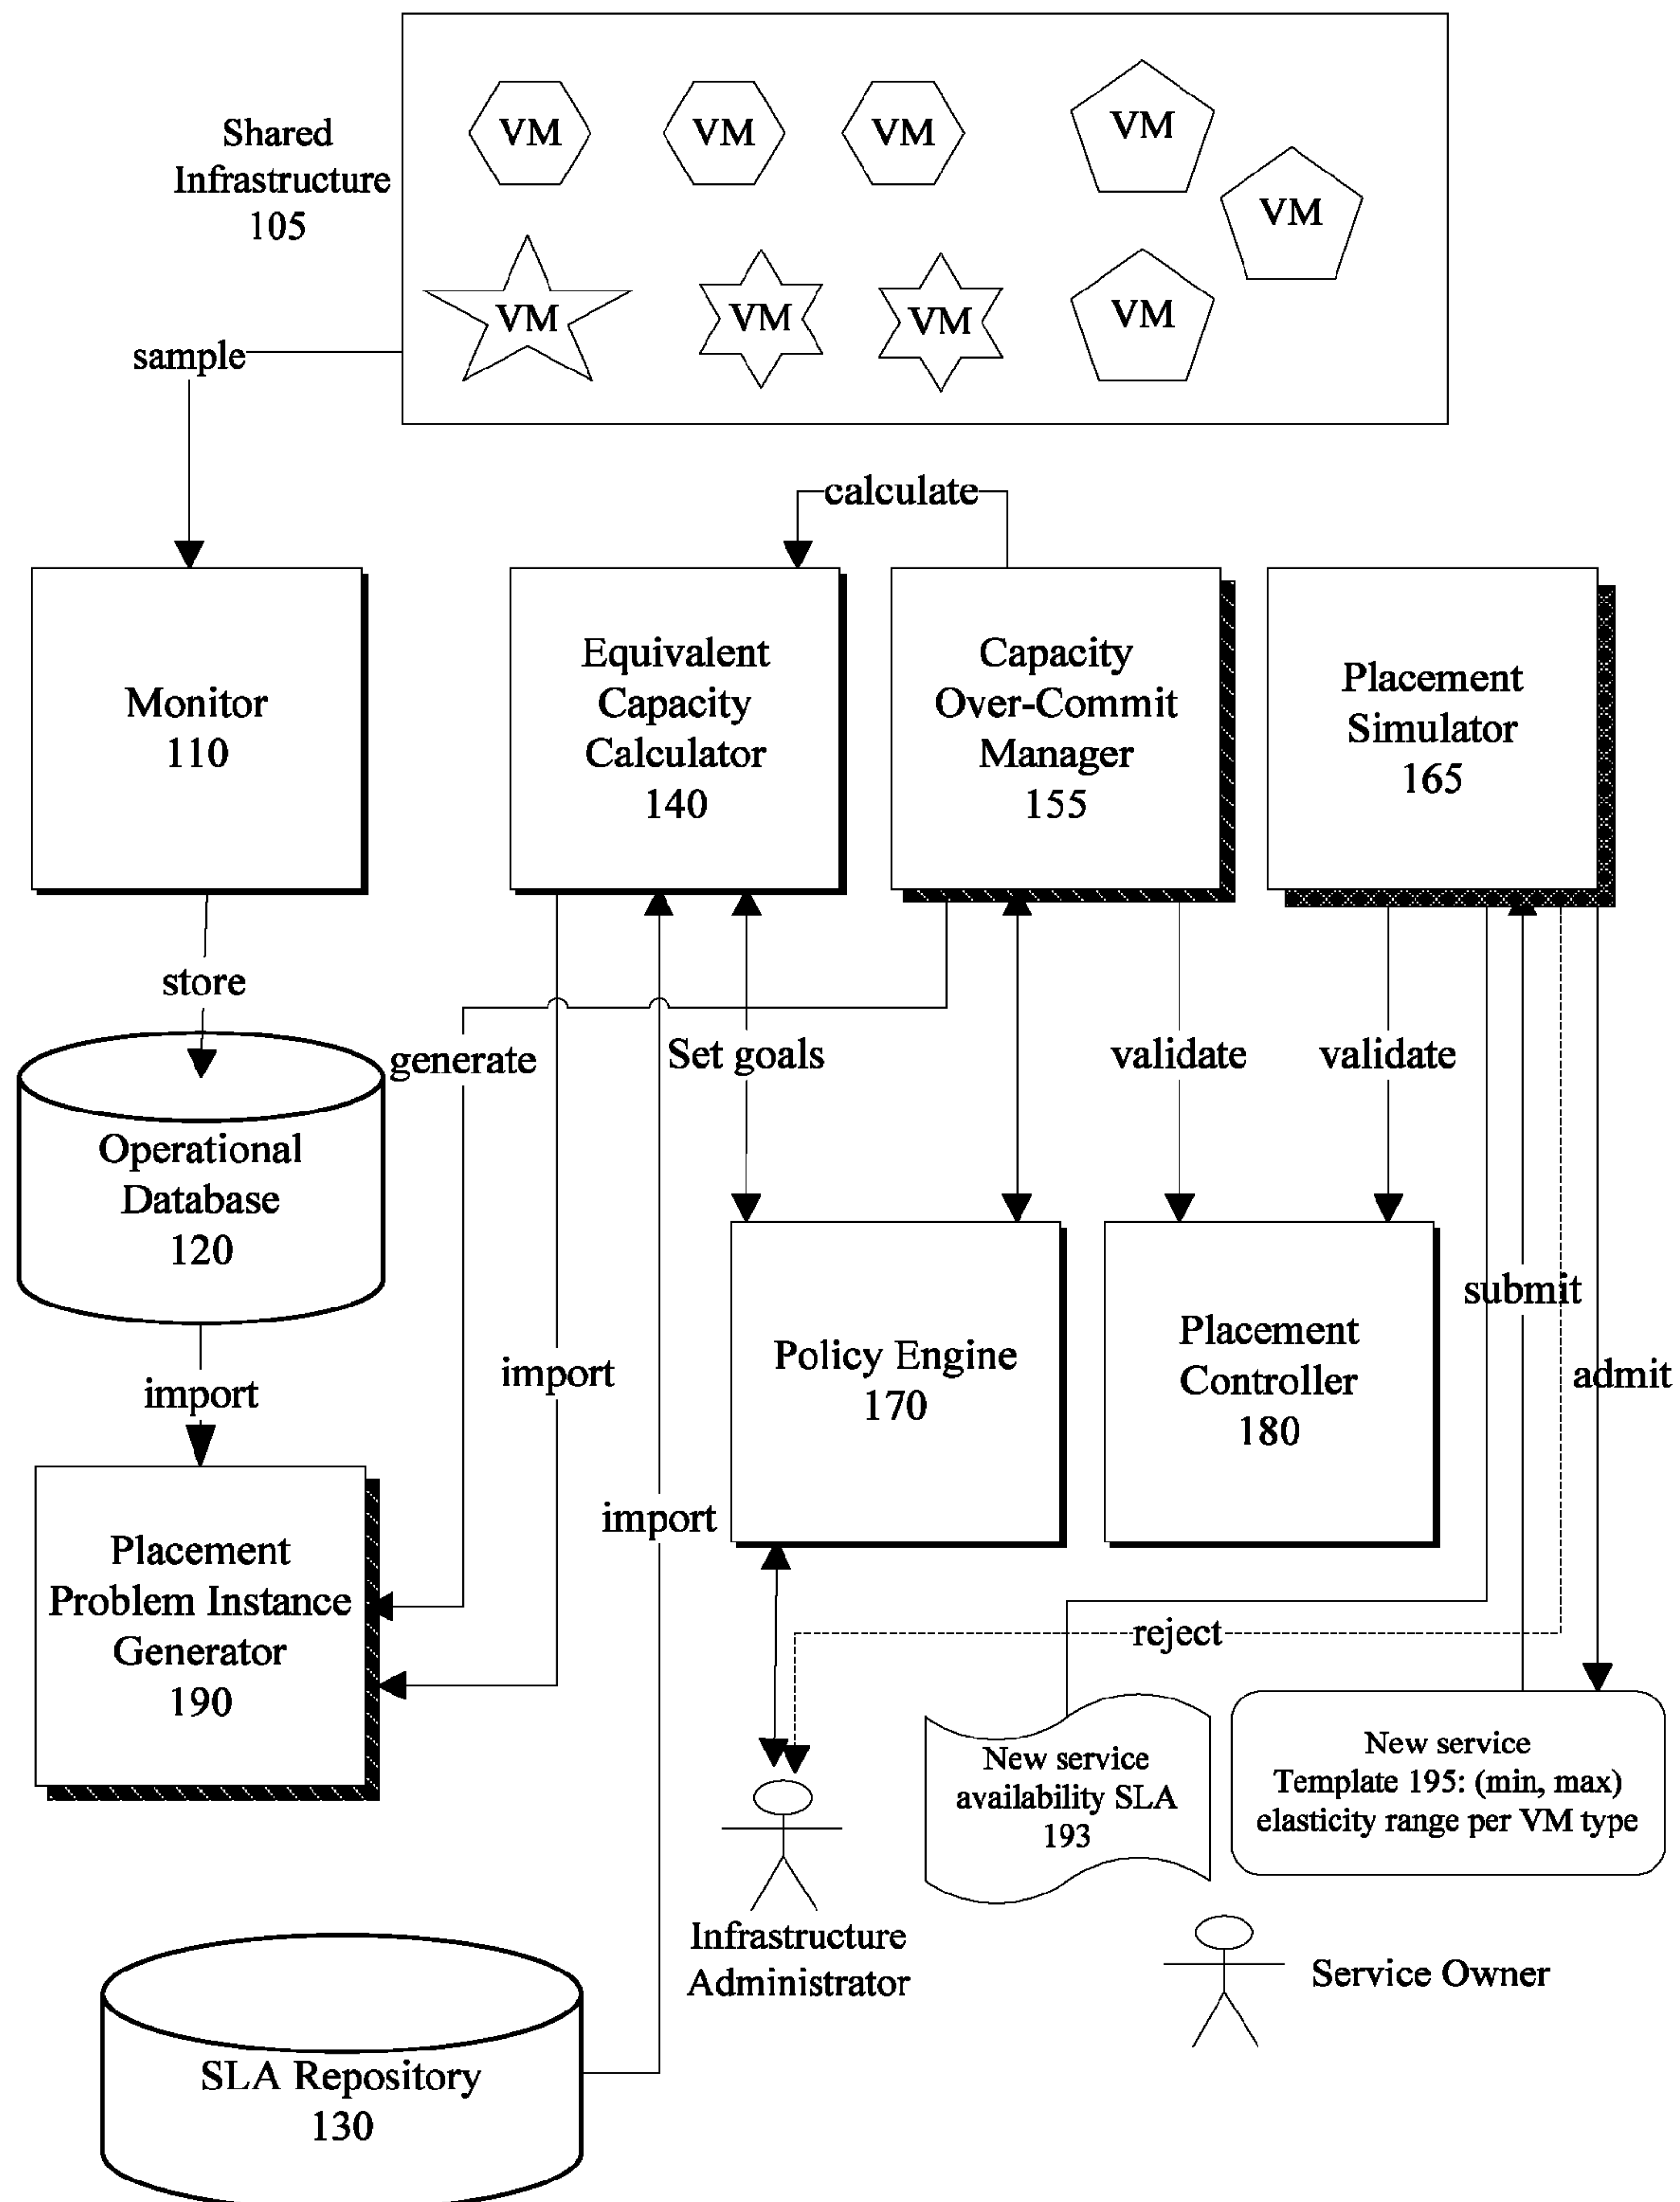 VM
VM
VM
VM
VM
VM
VM
VM
VM
Shared
Infrastructure
105
sample
calculate
Monitor
110
Equivalent
Capacity
Calculator
140
Capacity
Over-Commit
Manager
155
Placement
Simulator
165
store
generate
Set goals
validate
validate
Operational
Database
120
submit
import
import
admit
Policy Engine
170
Placement
Controller
180
import
Placement
Problem Instance
Generator
190
reject
New service
availability SLA
193
New service
Template 195: (min, max)
elasticity range per VM type
Infrastructure
Administrator
Service Owner
SLA Repository
130